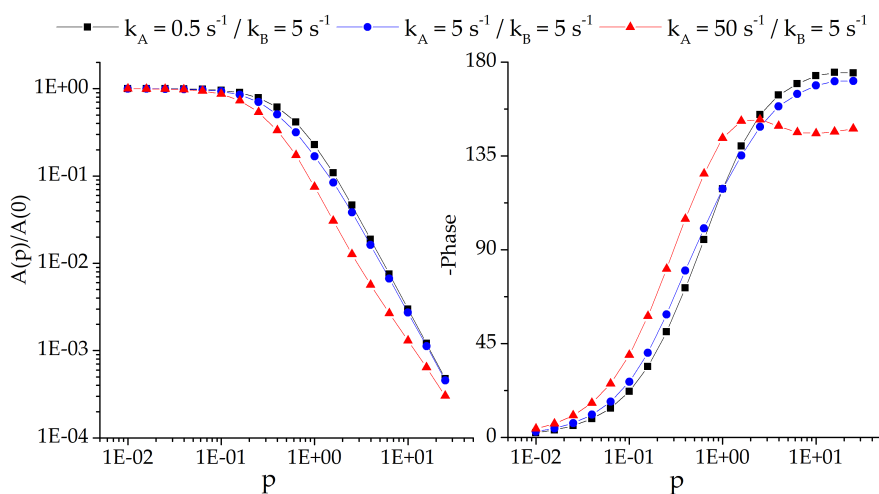 k_A = 0.5 s⁻¹ / k_B = 5 s⁻¹ k_A = 5 s⁻¹ / k_B = 5 s⁻¹ k_A = 50 s⁻¹ / k_B = 5 s⁻¹
1E+00
1E-01
1E-02
1E-03
1E-04
A(p)/A(0)
1E-02 1E-01 1E+00 1E+01
p
180
135
90
45
0
-Phase
1E-02 1E-01 1E+00 1E+01
p